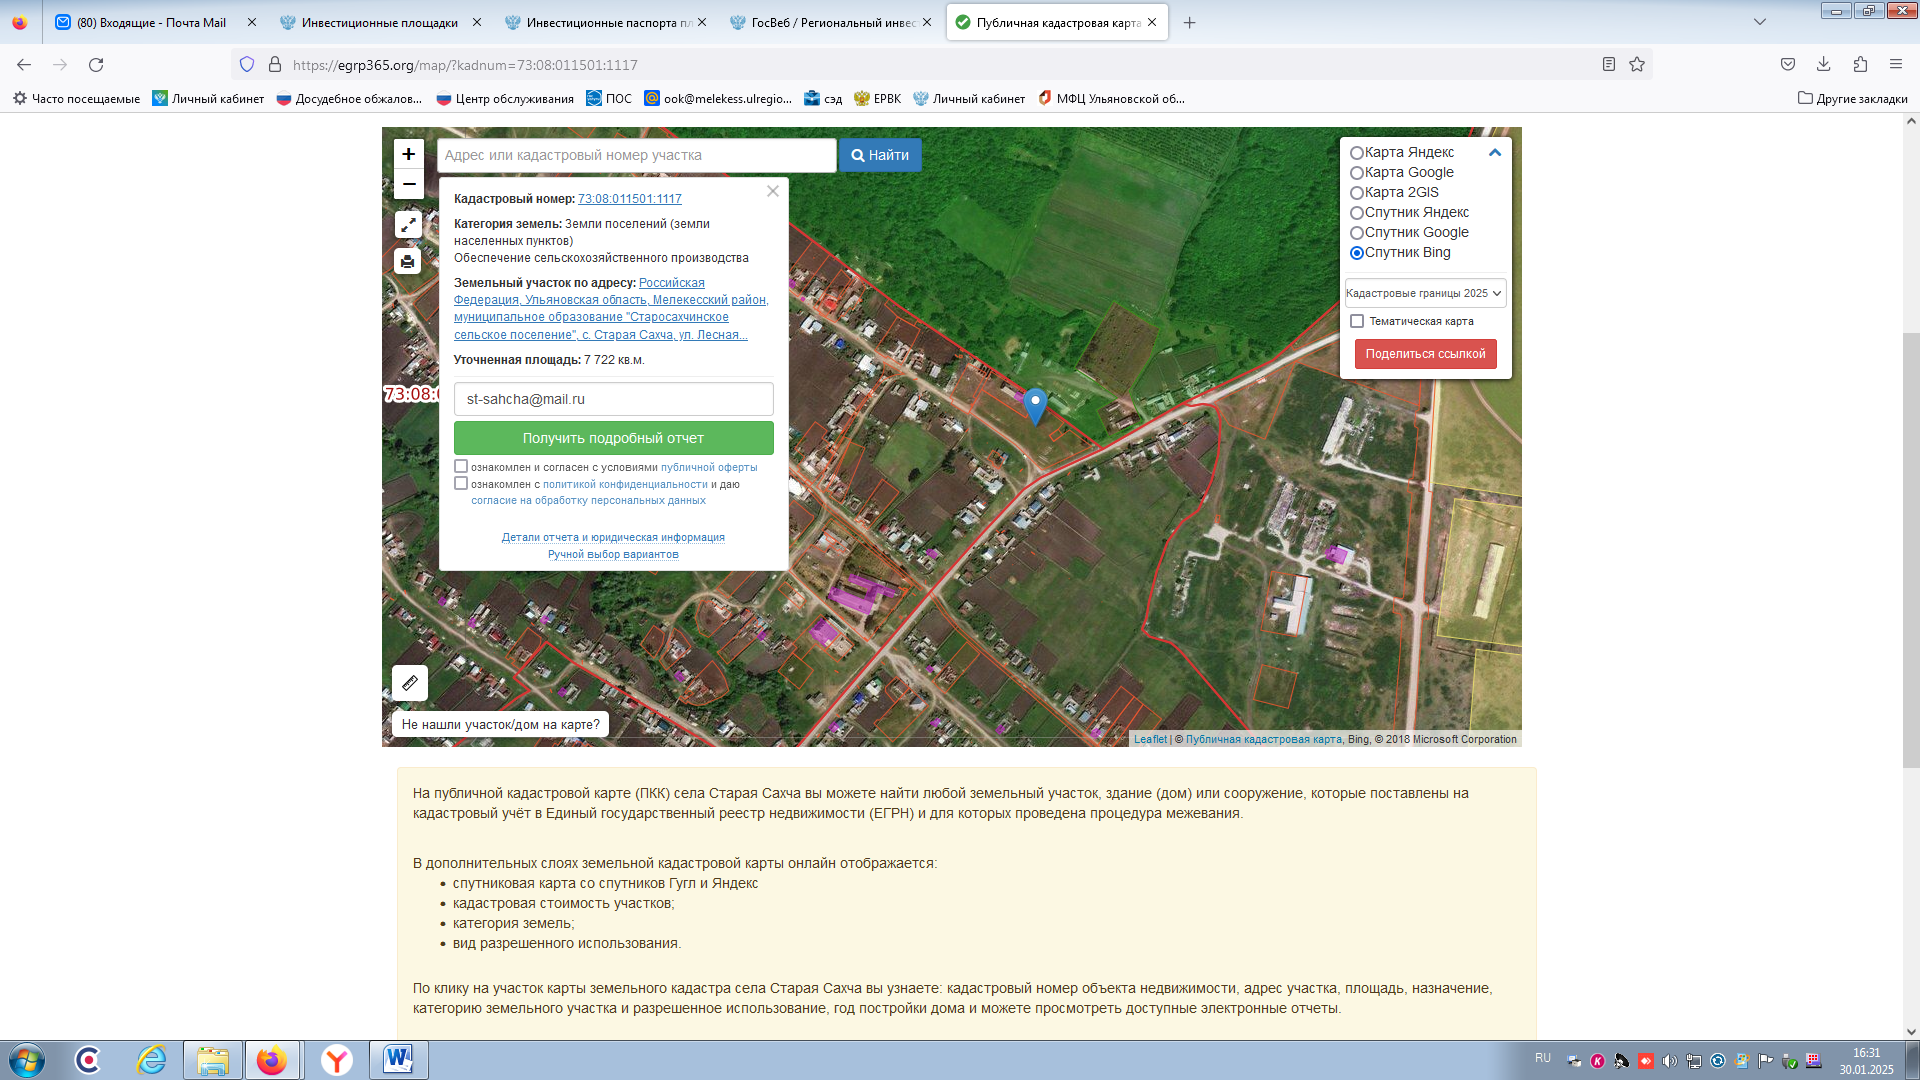 (80) Входящие - Почта Mail
Инвестиционные площадки
Инвестиционные паспорта пл
ГосВеб / Региональный инвес
Публичная кадастровая карта
https://egrp365.org/map/?kadnum=73:08:011501:1117
Часто посещаемые
Личный кабинет
Досудебное обжалов...
Центр обслуживания
ПОС
ook@melekess.ulregio...
сэд
ЕРВК
Личный кабинет
МФЦ Ульяновской об...
Другие закладки
+
−
Адрес или кадастровый номер участка
Найти
Кадастровый номер: 73:08:011501:1117
Категория земель: Земли поселений (земли
населенных пунктов)
Обеспечение сельскохозяйственного производства
Земельный участок по адресу: Российская
Федерация, Ульяновская область, Мелекесский район,
муниципальное образование "Старосахчинское
сельское поселение", с. Старая Сахча, ул. Лесная...
Уточненная площадь: 7 722 кв.м.
st-sahcha@mail.ru
Получить подробный отчет
ознакомлен и согласен с условиями публичной оферты
ознакомлен с политикой конфиденциальности и даю
согласие на обработку персональных данных
Детали отчета и юридическая информация
Ручной выбор вариантов
73:08:0
Карта Яндекс
Карта Google
Карта 2GIS
Спутник Яндекс
Спутник Google
Спутник Bing
Кадастровые границы 2025
Тематическая карта
Поделиться ссылкой
Не нашли участок/дом на карте?
Leaflet | © Публичная кадастровая карта, Bing, © 2018 Microsoft Corporation
На публичной кадастровой карте (ПКК) села Старая Сахча вы можете найти любой земельный участок, здание (дом) или сооружение, которые поставлены на
кадастровый учёт в Единый государственный реестр недвижимости (ЕГРН) и для которых проведена процедура межевания.
В дополнительных слоях земельной кадастровой карты онлайн отображается:
• спутниковая карта со спутников Гугл и Яндекс
• кадастровая стоимость участков;
• категория земель;
• вид разрешенного использования.
По клику на участок карты земельного кадастра села Старая Сахча вы узнаете: кадастровый номер объекта недвижимости, адрес участка, площадь, назначение,
категорию земельного участка и разрешенное использование, год постройки дома и можете просмотреть доступные электронные отчеты.
RU
16:31
30.01.2025